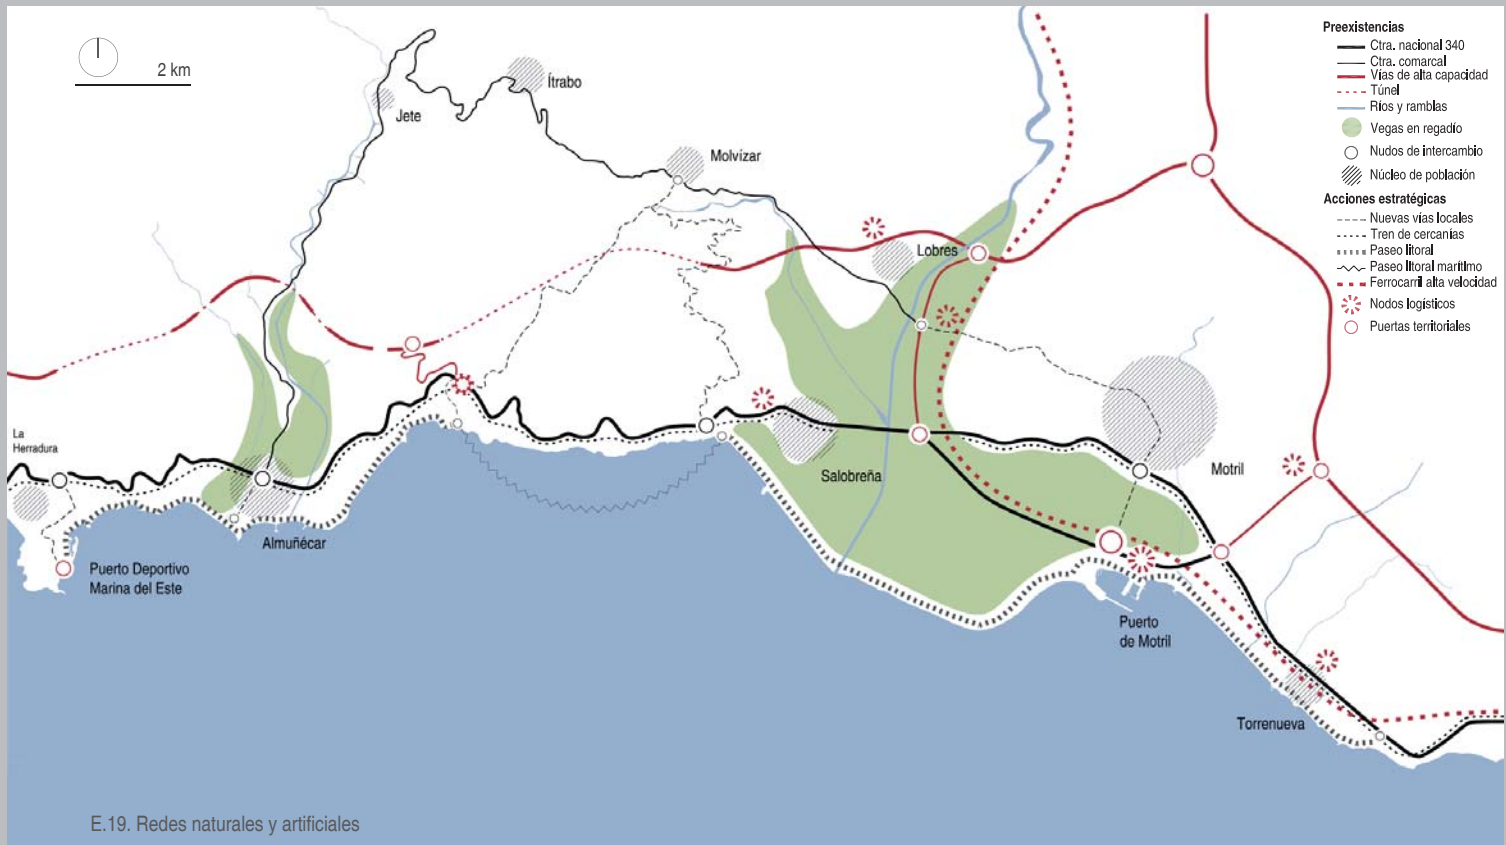 2 km
Ítrabo
Jete
Molvízar
Lobres
La
Herradura
Salobreña
Motril
Almuñécar
Puerto Deportivo
Marina del Este
Puerto
de Motril
Torrenueva
Preexistencias
Ctra. nacional 340
Ctra. comarcal
Vías de alta capacidad
Túnel
Ríos y ramblas
Vegas en regadío
Nudos de intercambio
Núcleo de población
Acciones estratégicas
Nuevas vías locales
Tren de cercanías
Paseo litoral
Paseo litoral marítimo
Ferrocarril alta velocidad
Nodos logísticos
Puertas territoriales
E.19. Redes naturales y artificiales